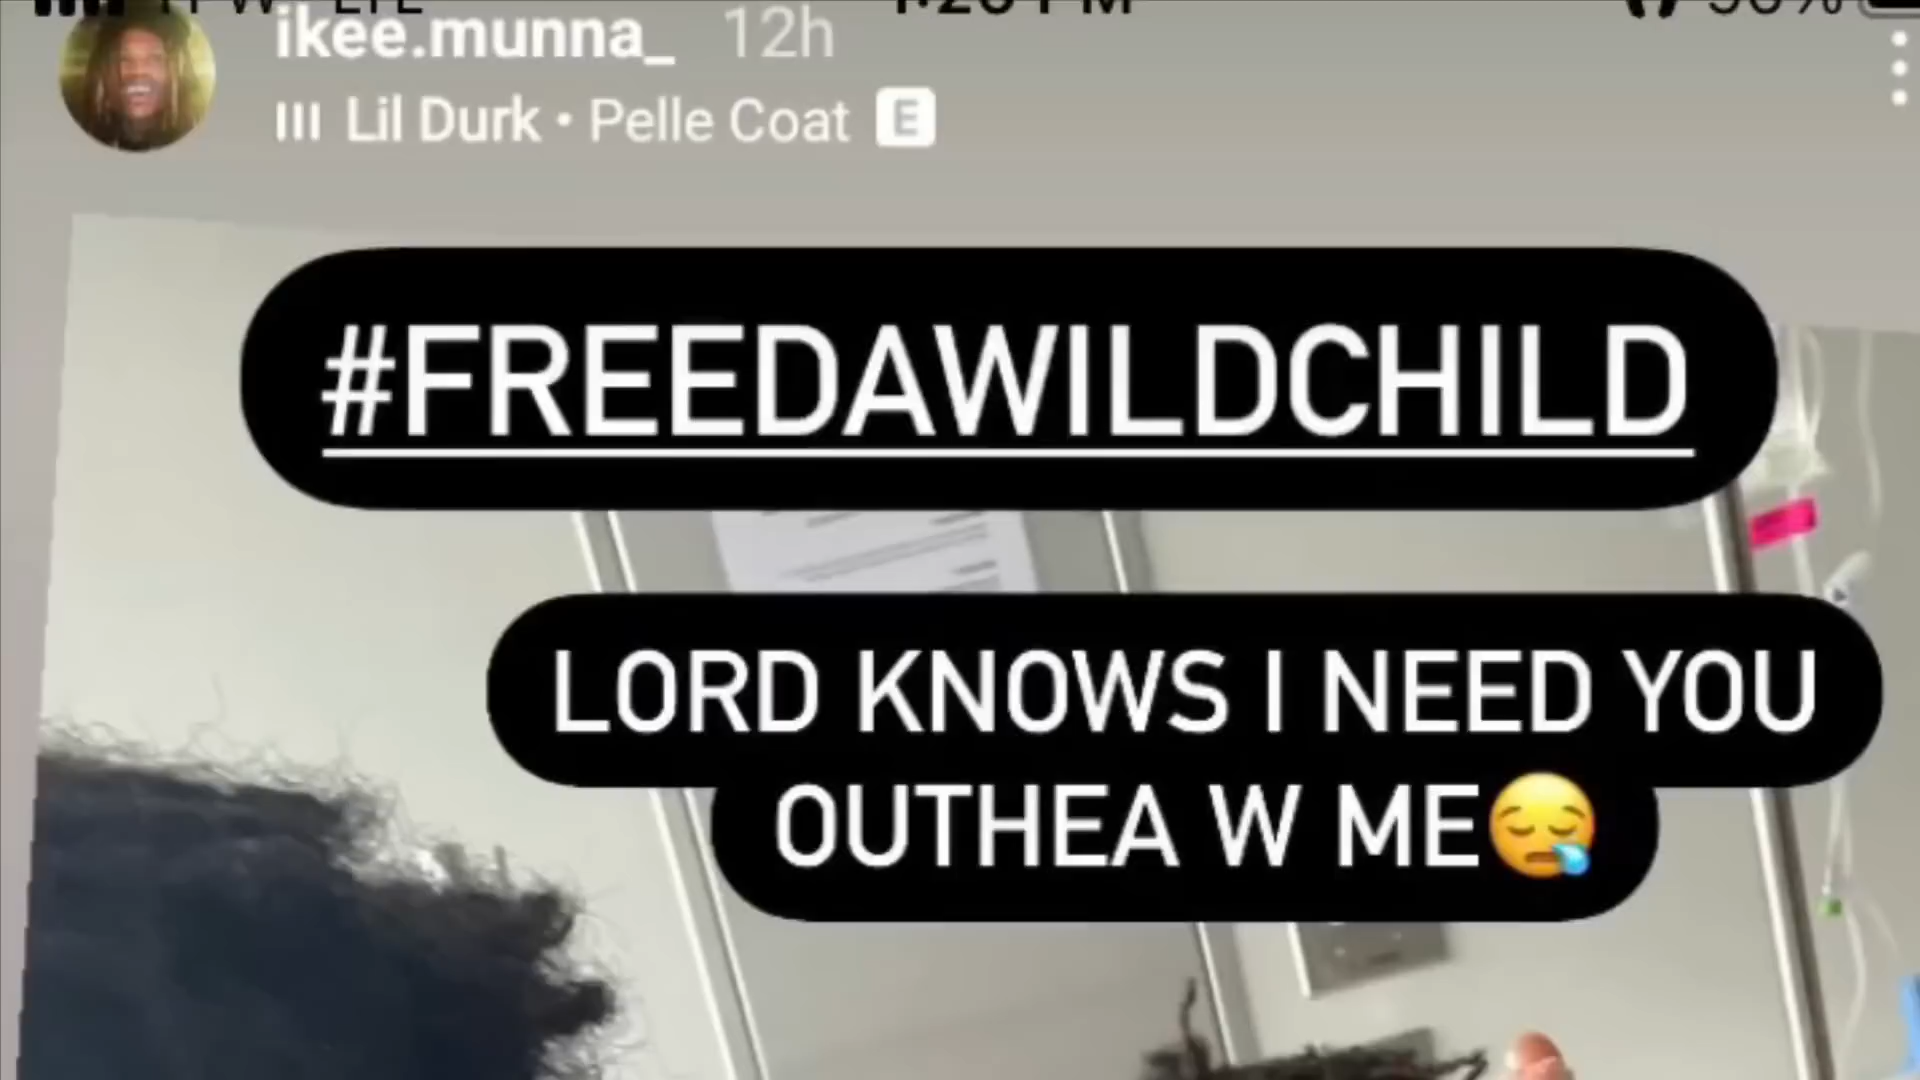 ikee.munna_ 12h
Lil Durk • Pelle Coat E
#FREEDAWILDCHILD
LORD KNOWS I NEED YOU
OUTHEA W ME😪